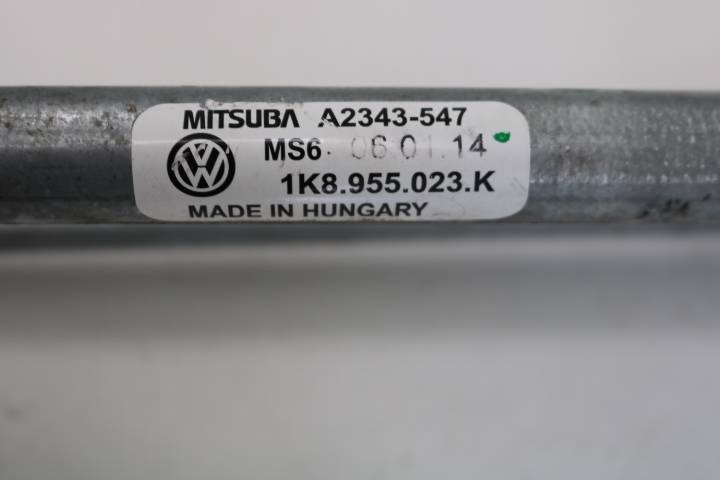 MITSUBA A2343-547
MS6 06.01.14
1K8.955.023.K
MADE IN HUNGARY